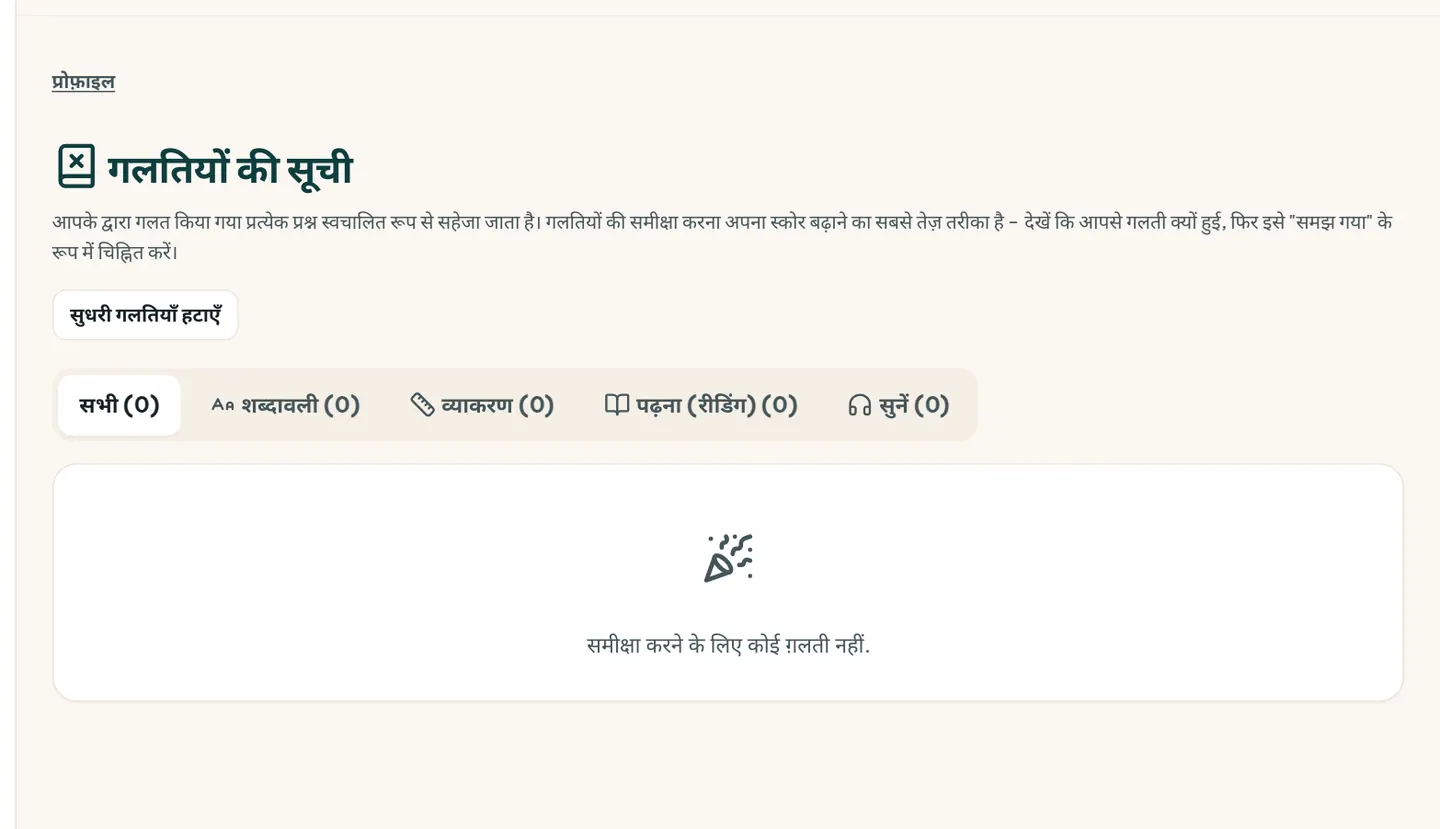 प्रोफ़ाइल
गलतियों की सूची
आपके द्वारा गलत किया गया प्रत्येक प्रश्न स्वचालित रूप से सहेजा जाता है। गलतियों की समीक्षा करना अपना स्कोर बढ़ाने का सबसे तेज़ तरीका है – देखें कि आपसे गलती क्यों हुई, फिर इसे "समझ गया" के
रूप में चिह्नित करें।
सुधरी गलतियाँ हटाएँ
सभी (0) शब्दावली (0) व्याकरण (0) पढ़ना (रीडिंग) (0) सुनें (0)
समीक्षा करने के लिए कोई ग़लती नहीं.